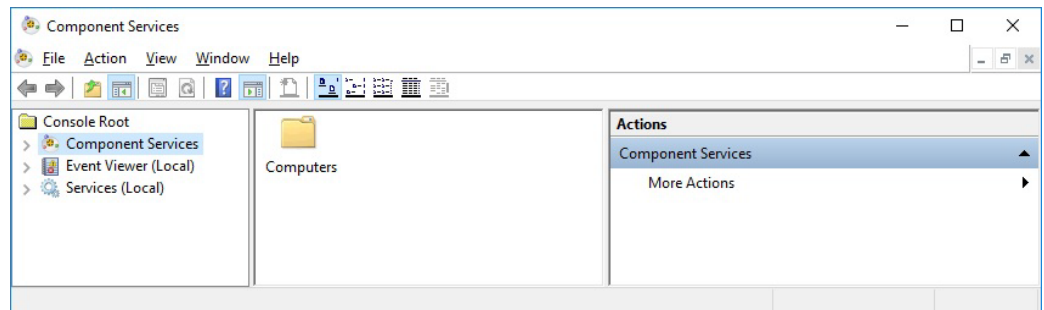 Component Services
File Action View Window Help
Console Root
Component Services
Event Viewer (Local)
Services (Local)
Computers
Actions
Component Services
More Actions